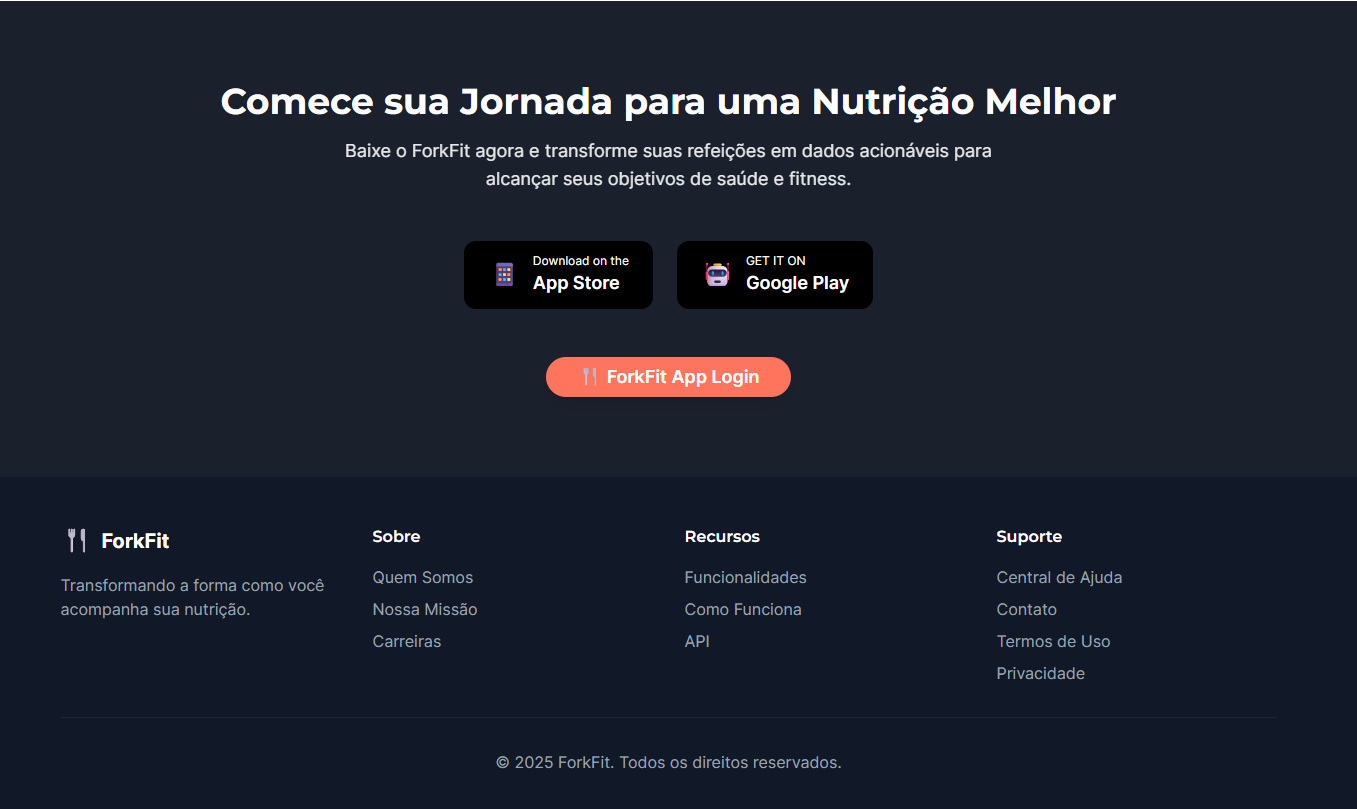 Comece sua Jornada para uma Nutrição Melhor
Baixe o ForkFit agora e transforme suas refeições em dados acionáveis para
alcançar seus objetivos de saúde e fitness.
Download on the
App Store
GET IT ON
Google Play
ForkFit App Login
ForkFit
Transformando a forma como você
acompanha sua nutrição.
Sobre
Quem Somos
Nossa Missão
Carreiras
Recursos
Funcionalidades
Como Funciona
API
Suporte
Central de Ajuda
Contato
Termos de Uso
Privacidade
© 2025 ForkFit. Todos os direitos reservados.